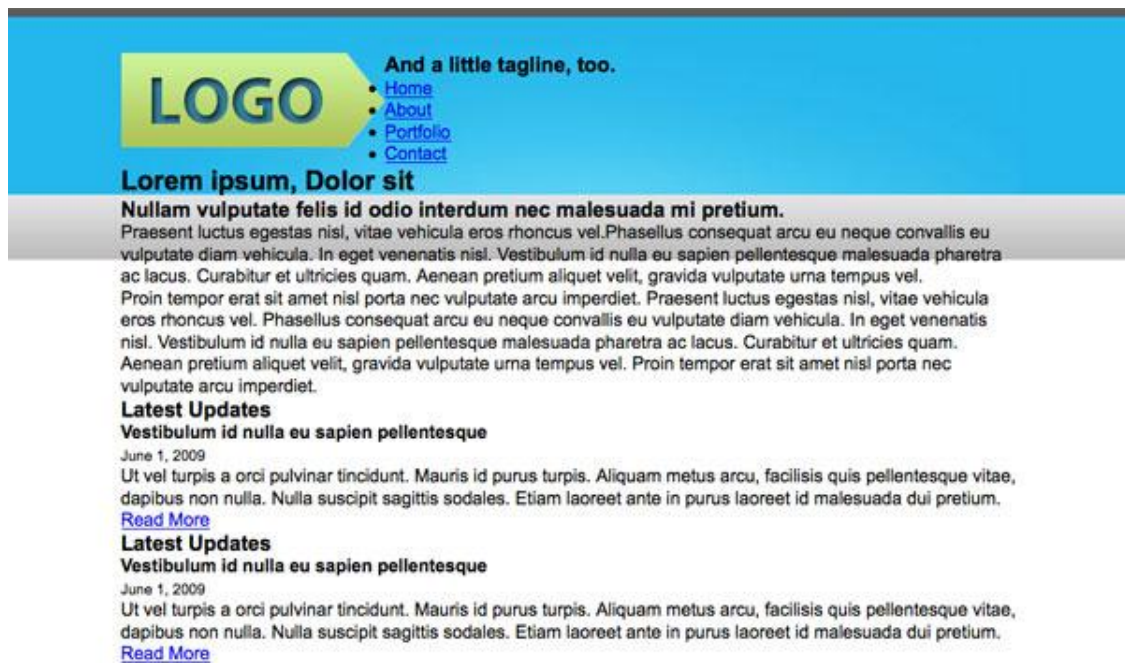 LOGO
And a little tagline, too.
Home
About
Portfolio
Contact
Lorem ipsum, Dolor sit
Nullam vulputate felis id odio interdum nec malesuada mi pretium.
Praesent luctus egestas nisl, vitae vehicula eros rhoncus vel.Phasellus consequat arcu eu neque convallis eu
vulputate diam vehicula. In eget venenatis nisl. Vestibulum id nulla eu sapien pellentesque malesuada pharetra
ac lacus. Curabitur et ultricies quam. Aenean pretium aliquet velit, gravida vulputate urna tempus vel.
Proin tempor erat sit amet nisl porta nec vulputate arcu imperdiet. Praesent luctus egestas nisl, vitae vehicula
eros rhoncus vel. Phasellus consequat arcu eu neque convallis eu vulputate diam vehicula. In eget venenatis
nisl. Vestibulum id nulla eu sapien pellentesque malesuada pharetra ac lacus. Curabitur et ultricies quam.
Aenean pretium aliquet velit, gravida vulputate urna tempus vel. Proin tempor erat sit amet nisl porta nec
vulputate arcu imperdiet.
Latest Updates
Vestibulum id nulla eu sapien pellentesque
June 1, 2009
Ut vel turpis a orci pulvinar tincidunt. Mauris id purus turpis. Aliquam metus arcu, facilisis quis pellentesque vitae,
dapibus non nulla. Nulla suscipit sagittis sodales. Etiam laoreet ante in purus laoreet id malesuada dui pretium.
Read More
Latest Updates
Vestibulum id nulla eu sapien pellentesque
June 1, 2009
Ut vel turpis a orci pulvinar tincidunt. Mauris id purus turpis. Aliquam metus arcu, facilisis quis pellentesque vitae,
dapibus non nulla. Nulla suscipit sagittis sodales. Etiam laoreet ante in purus laoreet id malesuada dui pretium.
Read More